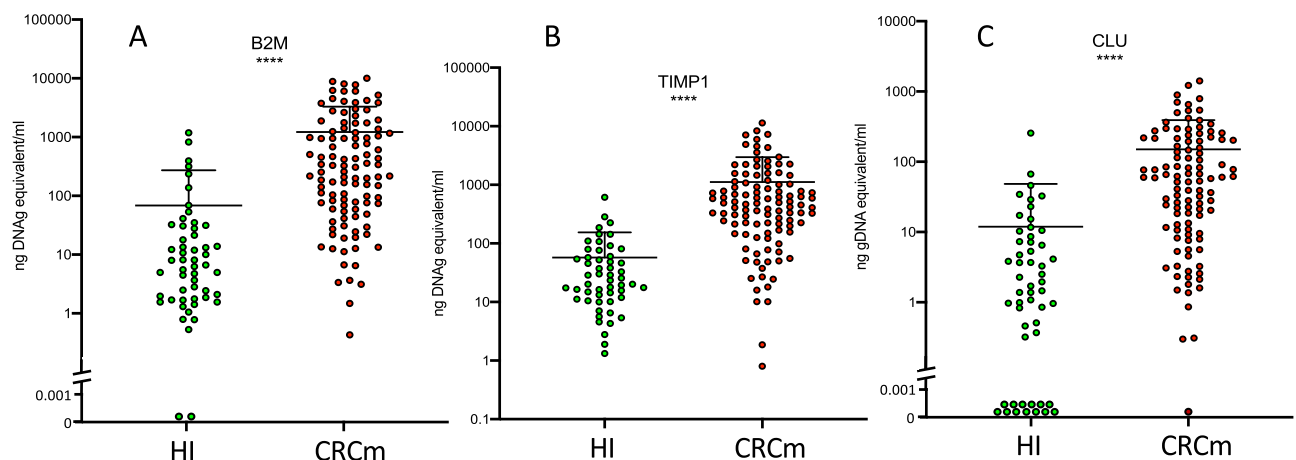 A
B2M
****
ng DNAg equivalent/ml
100000
10000
1000
100
10
1
0.001
0
HI
CRCm
B
TIMP1
****
ng DNAg equivalent/ml
100000
10000
1000
100
10
1
0.1
HI
CRCm
C
CLU
****
ng gDNA equivalent/ml
10000
1000
100
10
1
0.001
0
HI
CRCm